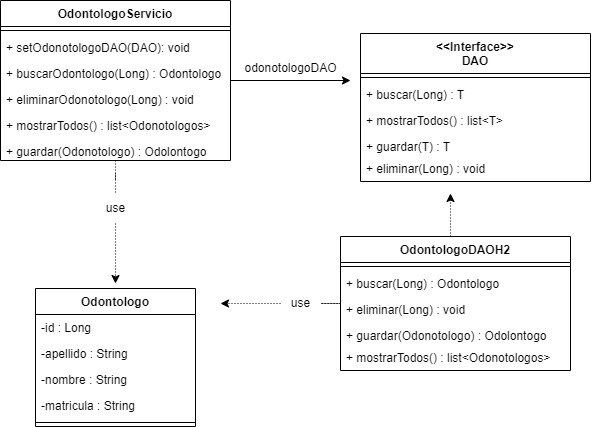 OdontologoServicio
+ setOdonotologoDAO(DAO): void
+ buscarOdontologo(Long) : Odontologo
+ eliminarOdonotologo(Long) : void
+ mostrarTodos() : list<Odonotologos>
+ guardar(Odonotologo) : Odolontogo
odonotologoDAO
<<Interface>>
DAO
+ buscar(Long) : T
+ mostrarTodos() : list<T>
+ guardar(T) : T
+ eliminar(Long) : void
use
OdontologoDAOH2
+ buscar(Long) : Odontologo
+ eliminar(Long) : void
+ guardar(Odonotologo) : Odolontogo
+ mostrarTodos() : list<Odonotologos>
use
Odontologo
-id : Long
-apellido : String
-nombre : String
-matricula : String